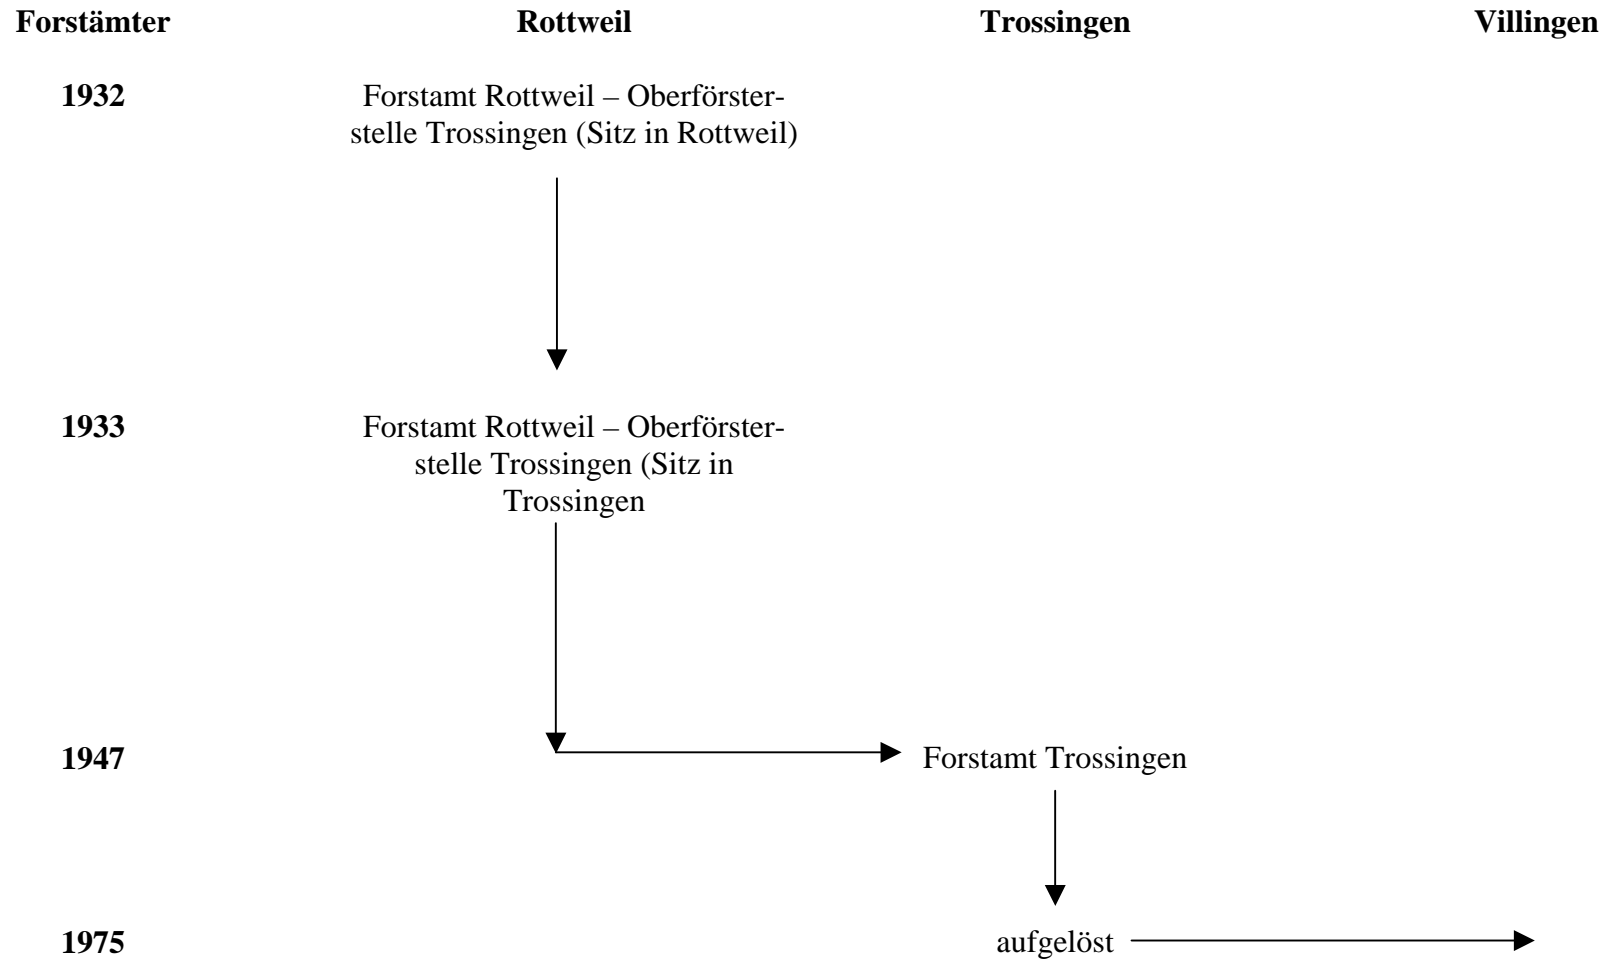 Forstämter Rottweil Trossingen Villingen
1932 Forstamt Rottweil – Oberförster-
stelle Trossingen (Sitz in Rottweil)
1933 Forstamt Rottweil – Oberförster-
stelle Trossingen (Sitz in
Trossingen
1947 Forstamt Trossingen
1975 aufgelöst